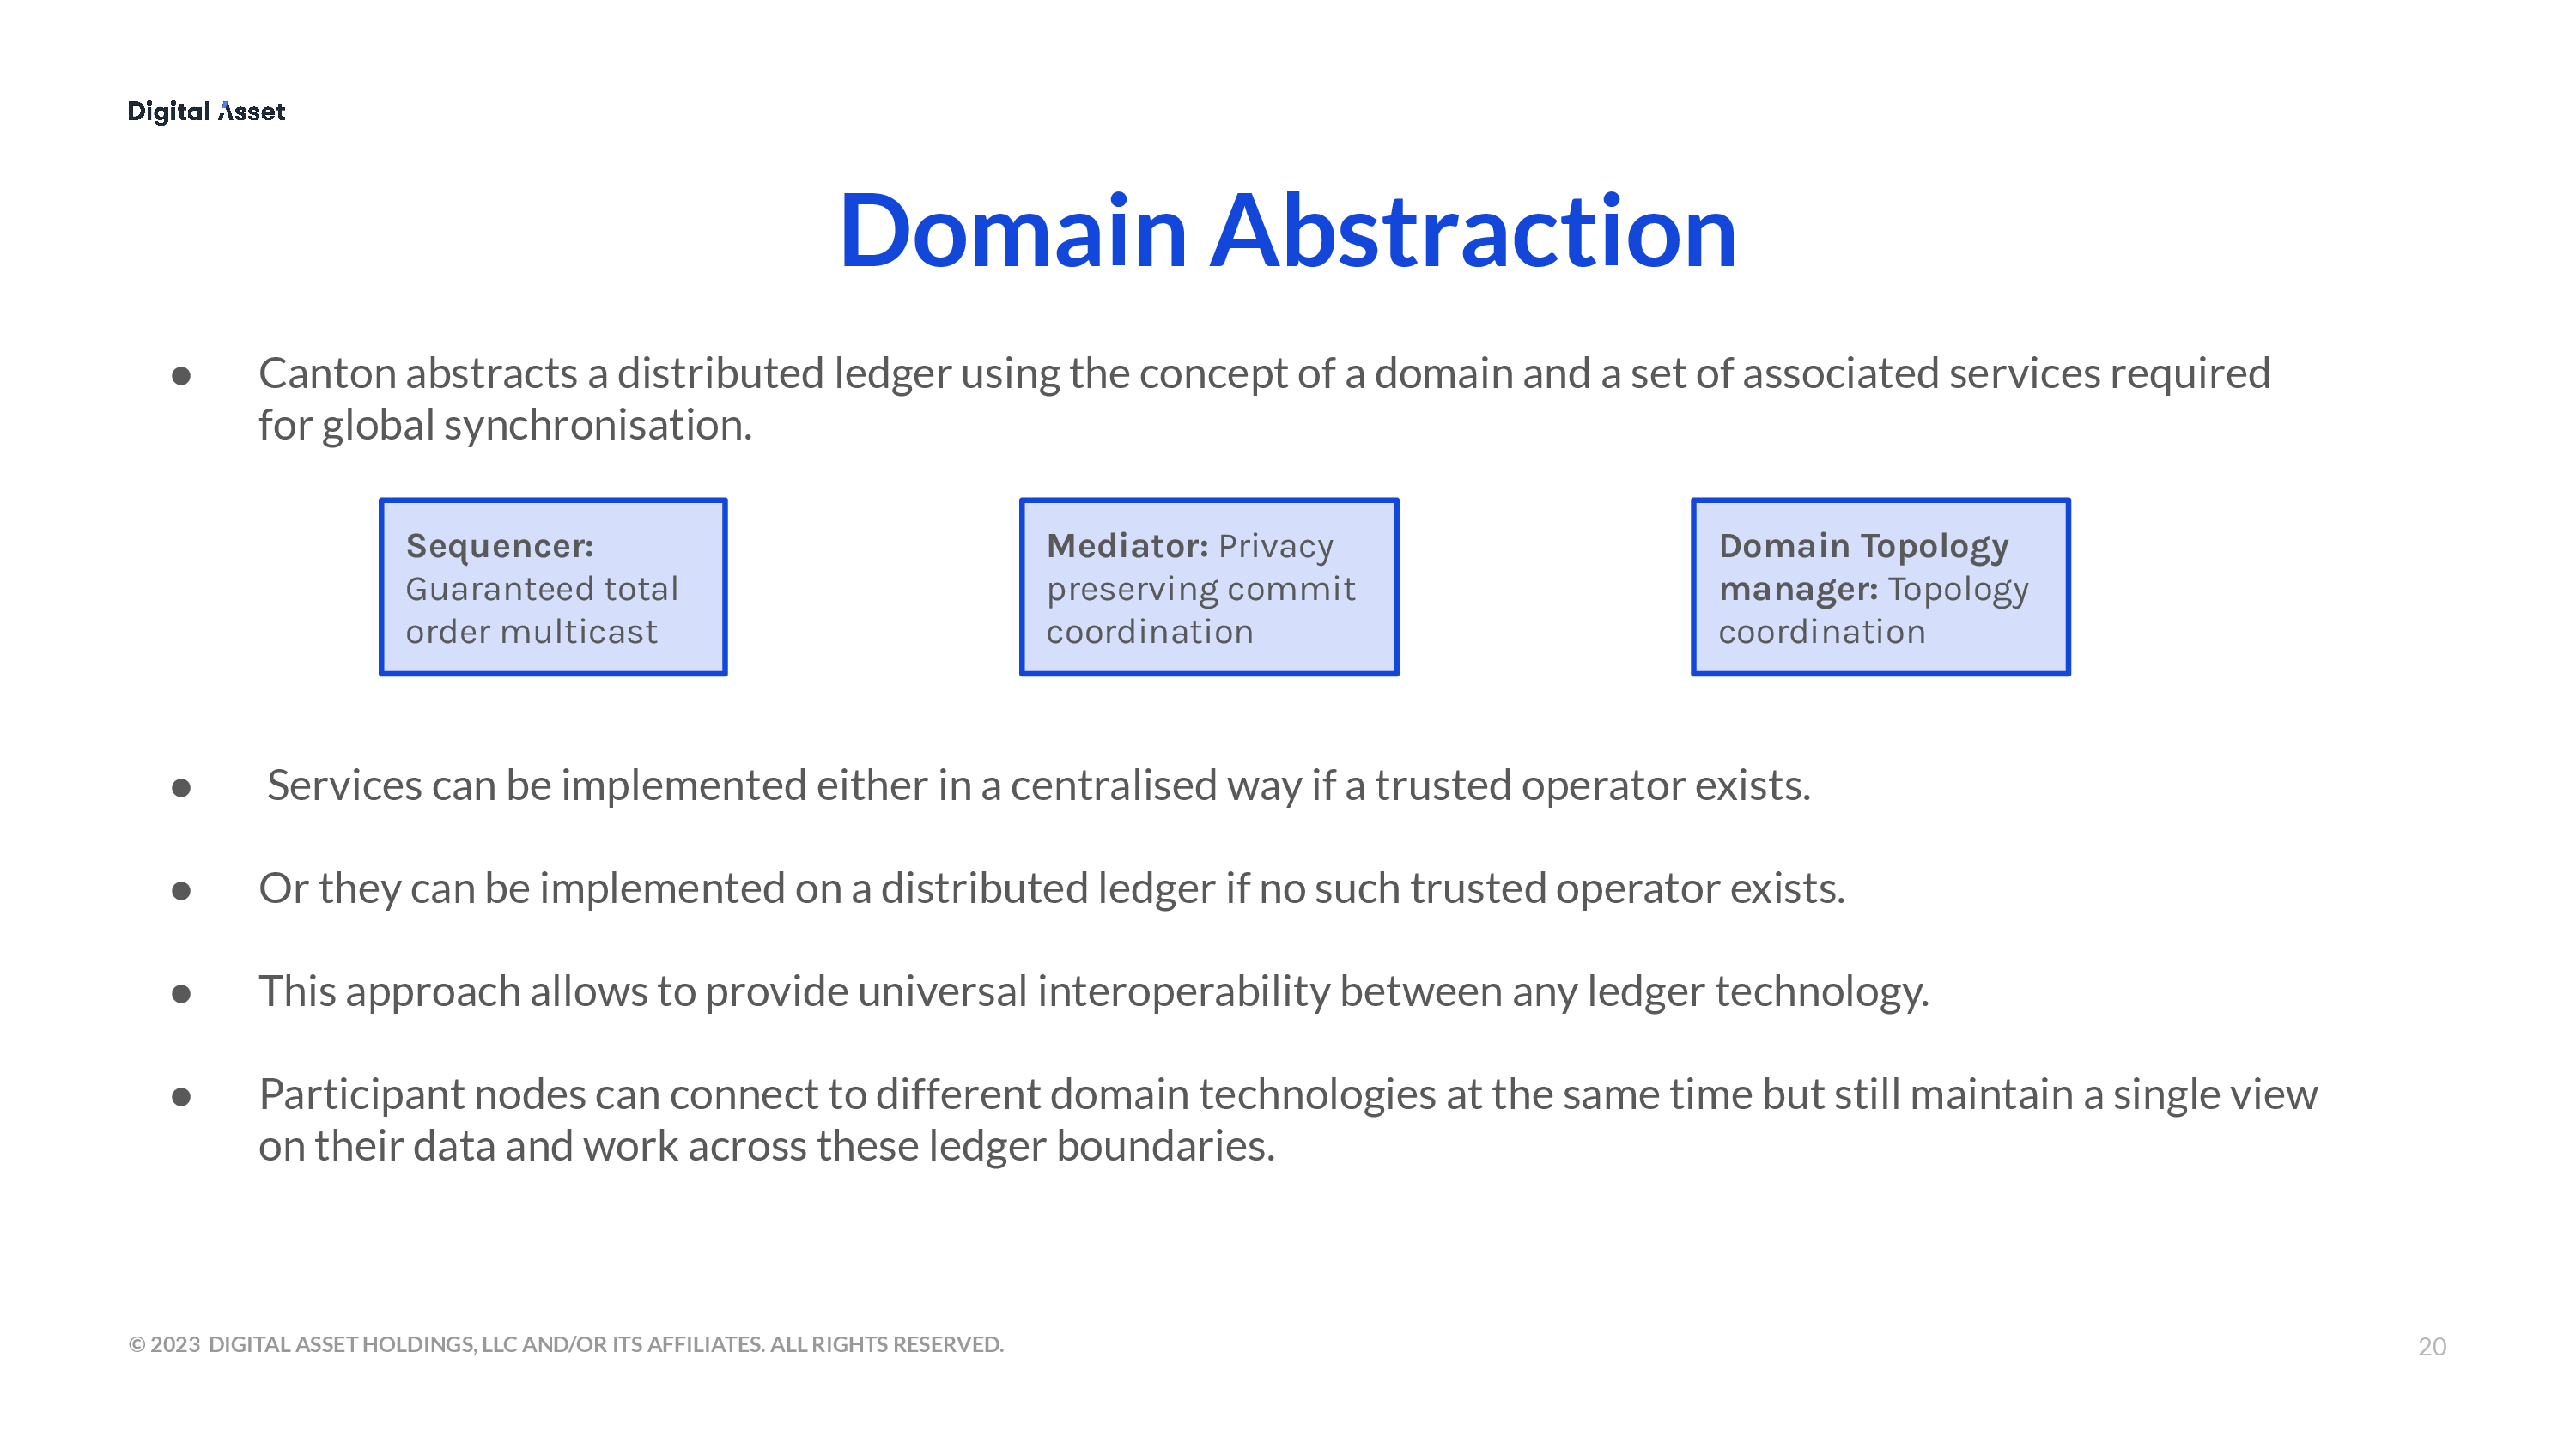 Digital Asset
Domain Abstraction
● Canton abstracts a distributed ledger using the concept of a domain and a set of associated services required
for global synchronisation.
Sequencer:
Guaranteed total
order multicast
Mediator: Privacy
preserving commit
coordination
Domain Topology
manager: Topology
coordination
● Services can be implemented either in a centralised way if a trusted operator exists.
● Or they can be implemented on a distributed ledger if no such trusted operator exists.
● This approach allows to provide universal interoperability between any ledger technology.
● Participant nodes can connect to different domain technologies at the same time but still maintain a single view
on their data and work across these ledger boundaries.
© 2023 DIGITAL ASSET HOLDINGS, LLC AND/OR ITS AFFILIATES. ALL RIGHTS RESERVED.
20